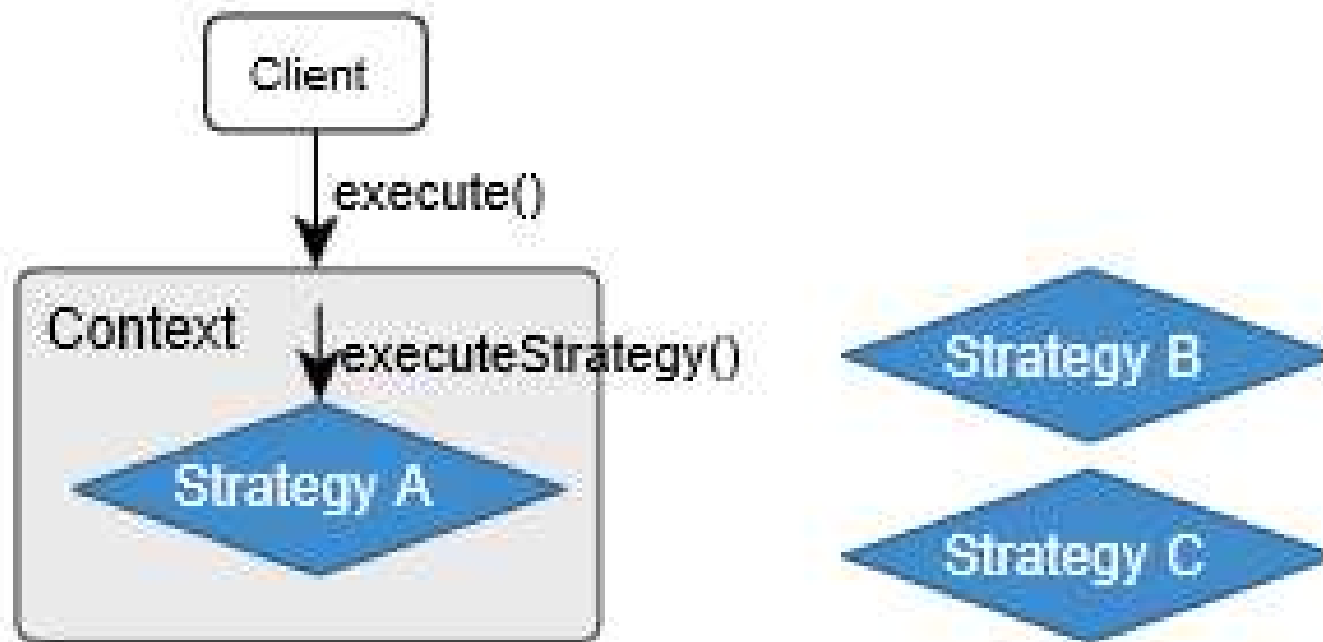 Client
execute()
Context
executeStrategy()
Strategy A
Strategy B
Strategy C